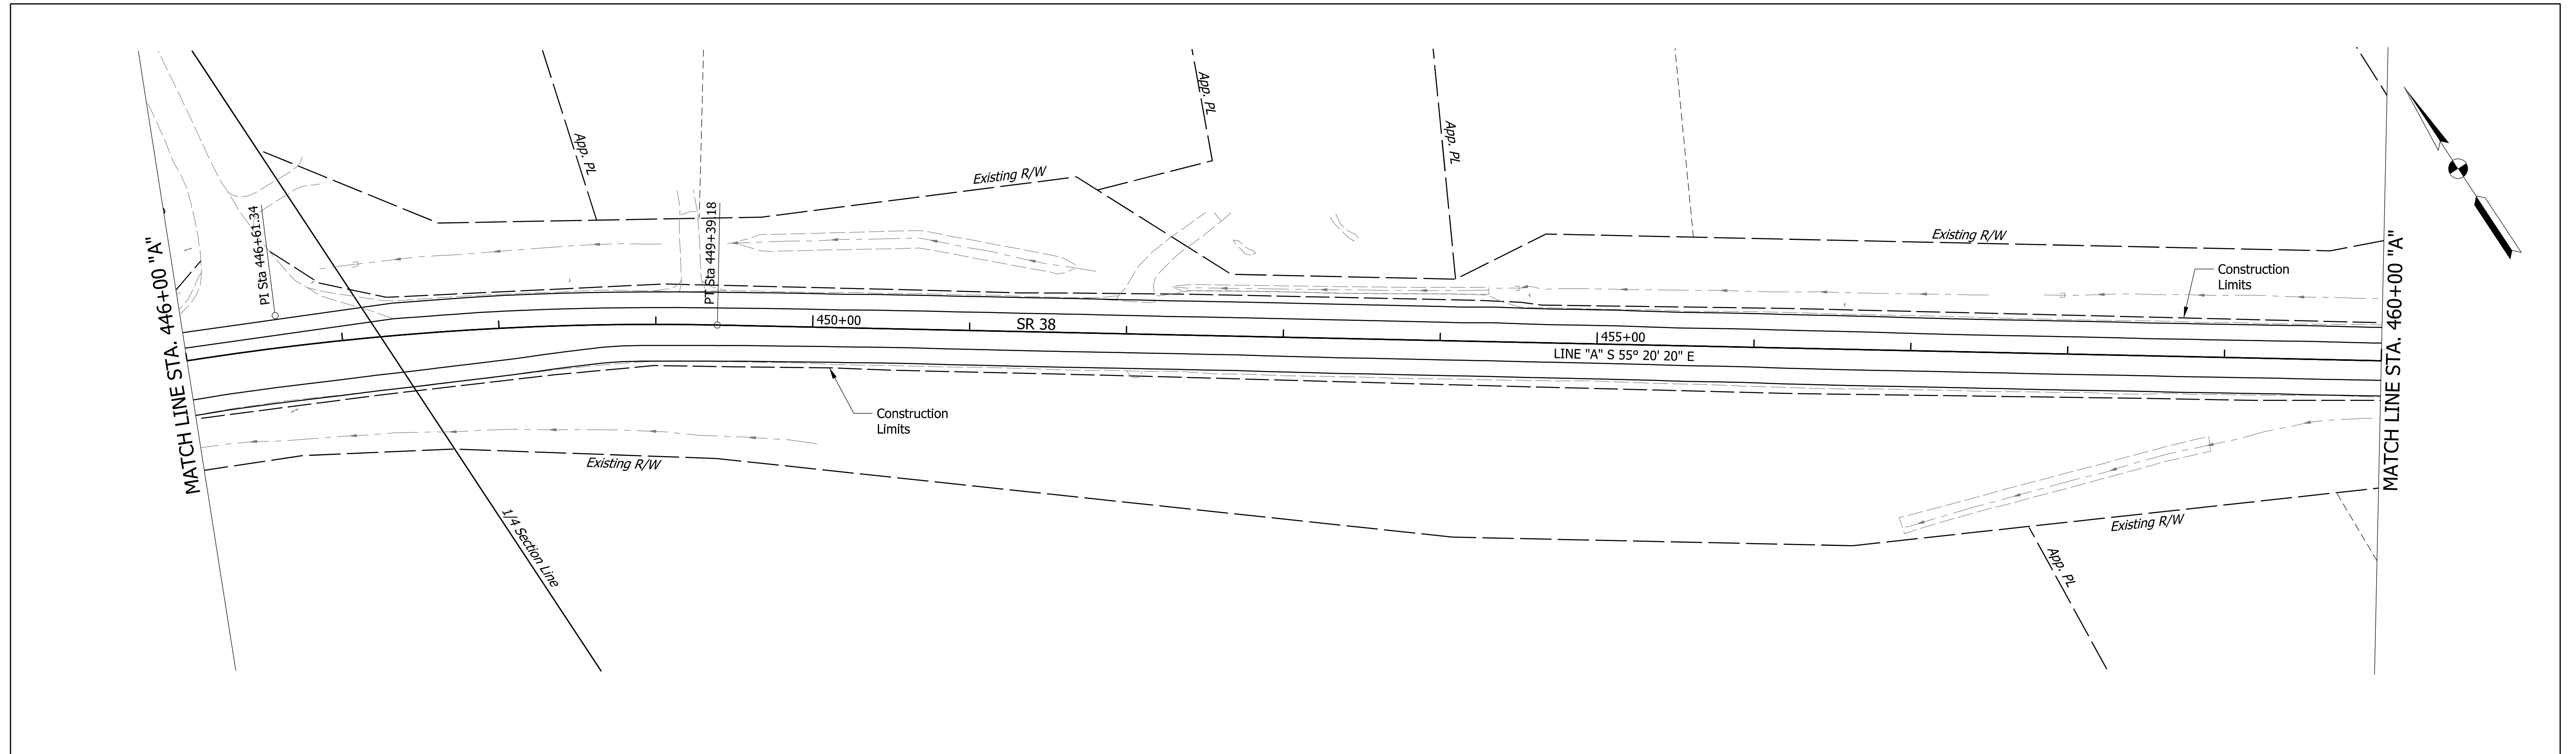 MATCH LINE STA. 446+00 "A"
PI Sta 446+61.34
App. PL
PT Sta 449+39.18
Existing R/W
App. PL
App. PL
Existing R/W
Construction
Limits
MATCH LINE STA. 460+00 "A"
450+00
SR 38
455+00
LINE "A" S 55° 20' 20" E
Construction
Limits
Existing R/W
1/4 Section Line
Existing R/W
App. PL